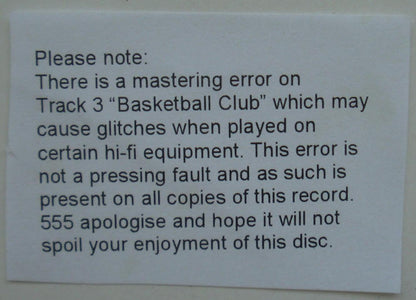 Please note:
There is a mastering error on
Track 3 “Basketball Club” which may
cause glitches when played on
certain hi-fi equipment. This error is
not a pressing fault and as such is
present on all copies of this record.
555 apologise and hope it will not
spoil your enjoyment of this disc.